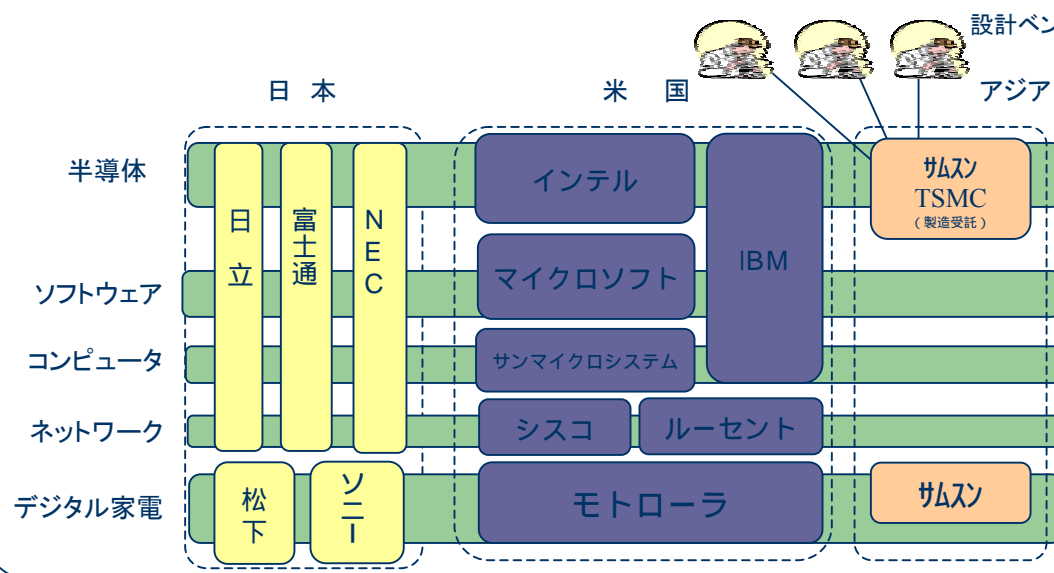 設計ベン
日本
米国
アジア
半導体
ソフトウェア
コンピュータ
ネットワーク
デジタル家電
日立
富士通
NEC
松下
ソニー
インテル
マイクロソフト
サンマイクロシステム
IBM
シスコ
ルーセント
モトローラ
サムスン
TSMC
(製造受託)
サムスン